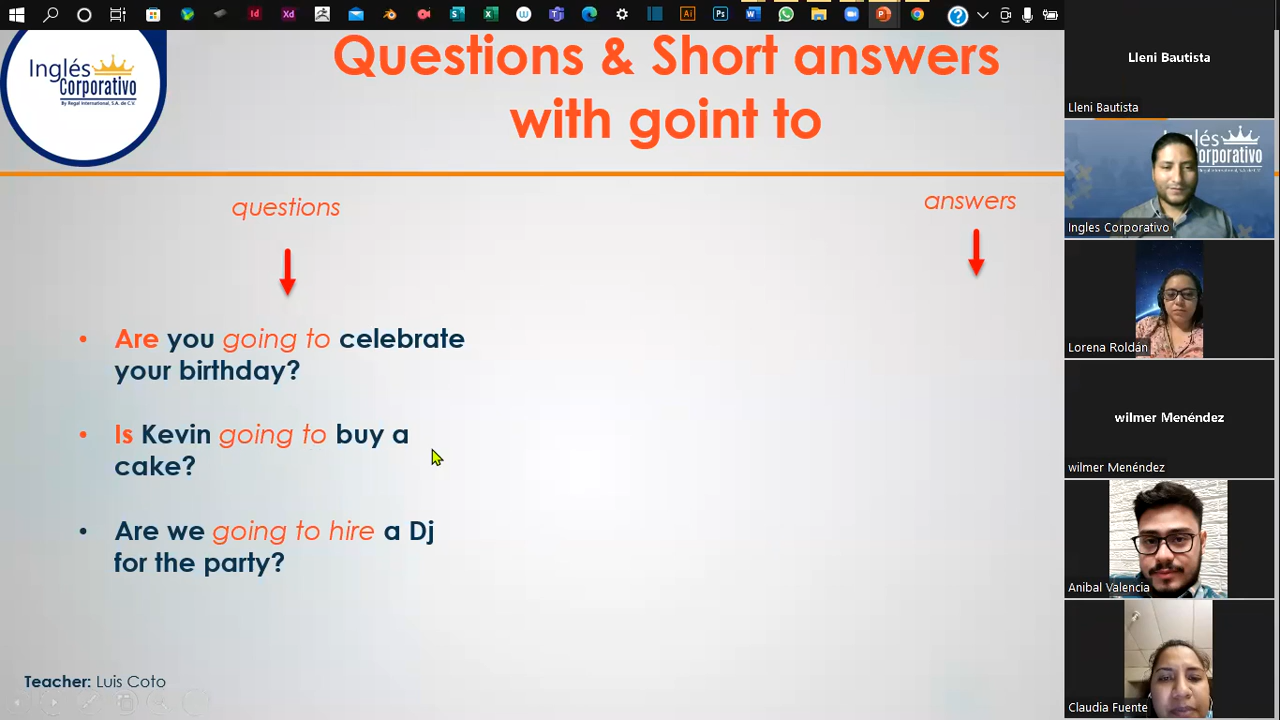 Inglés
Corporativo
By Regal International, S.A. de C.V.
Questions & Short answers
with goint to
questions
answers
• Are you going to celebrate
your birthday?
• Is Kevin going to buy a
cake?
• Are we going to hire a Dj
for the party?
Teacher: Luis Coto
Lleni Bautista
Lleni Bautista
Ingles Corporativo
Lorena Roldán
wilmer Menéndez
wilmer Menéndez
Anibal Valencia
Claudia Fuente